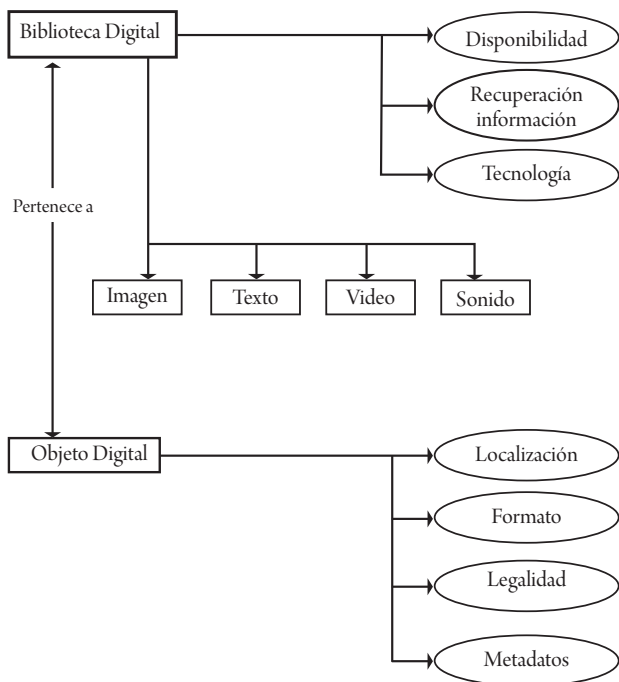 Biblioteca Digital
Disponibilidad
Recuperación
información
Tecnología
Pertenece a
Imagen
Texto
Video
Sonido
Objeto Digital
Localización
Formato
Legalidad
Metadatos